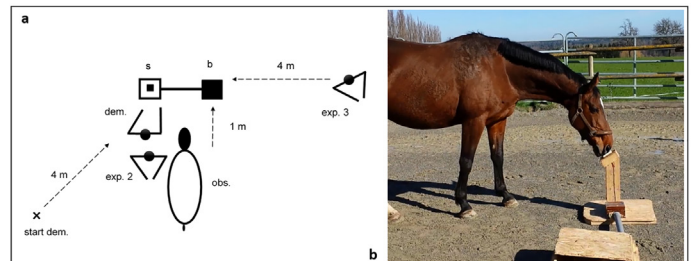 a
s
b
4 m
dem.
exp. 3
1 m
4 m
exp. 2
obs.
start dem.
b